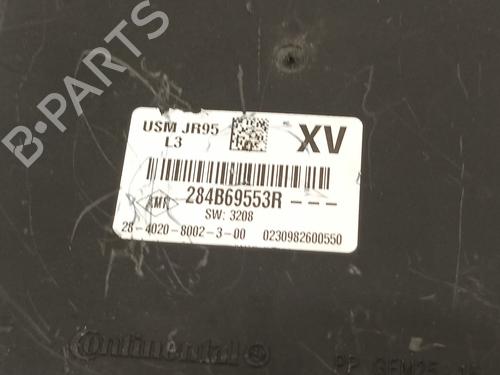 B-PARTS
USM JR95
L3
XV
284B69553R---
SW: 3208
28-4020-8002-3-00 0230982600550
Continental